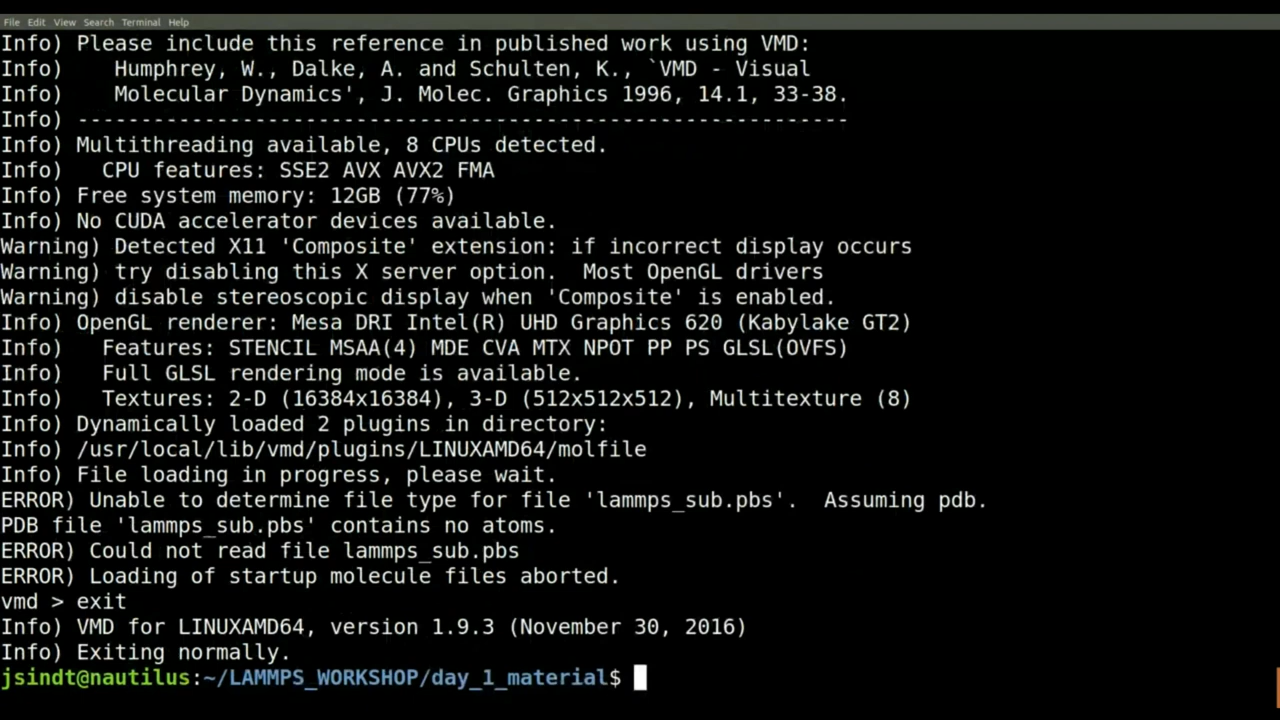 File Edit View Search Terminal Help
Info) Please include this reference in published work using VMD:
Info)    Humphrey, W., Dalke, A. and Schulten, K., `VMD - Visual
Info)    Molecular Dynamics', J. Molec. Graphics 1996, 14.1, 33-38.
Info) -------------------------------------------------------------
Info) Multithreading available, 8 CPUs detected.
Info)   CPU features: SSE2 AVX AVX2 FMA
Info) Free system memory: 12GB (77%)
Info) No CUDA accelerator devices available.
Warning) Detected X11 'Composite' extension: if incorrect display occurs
Warning) try disabling this X server option.  Most OpenGL drivers
Warning) disable stereoscopic display when 'Composite' is enabled.
Info) OpenGL renderer: Mesa DRI Intel(R) UHD Graphics 620 (Kabylake GT2)
Info)   Features: STENCIL MSAA(4) MDE CVA MTX NPOT PP PS GLSL(OVFS)
Info)   Full GLSL rendering mode is available.
Info)   Textures: 2-D (16384x16384), 3-D (512x512x512), Multitexture (8)
Info) Dynamically loaded 2 plugins in directory:
Info) /usr/local/lib/vmd/plugins/LINUXAMD64/molfile
Info) File loading in progress, please wait.
ERROR) Unable to determine file type for file 'lammps_sub.pbs'.  Assuming pdb.
PDB file 'lammps_sub.pbs' contains no atoms.
ERROR) Could not read file lammps_sub.pbs
ERROR) Loading of startup molecule files aborted.
vmd > exit
Info) VMD for LINUXAMD64, version 1.9.3 (November 30, 2016)
Info) Exiting normally.
jsindt@nautilus:~/LAMMPS_WORKSHOP/day_1_material$